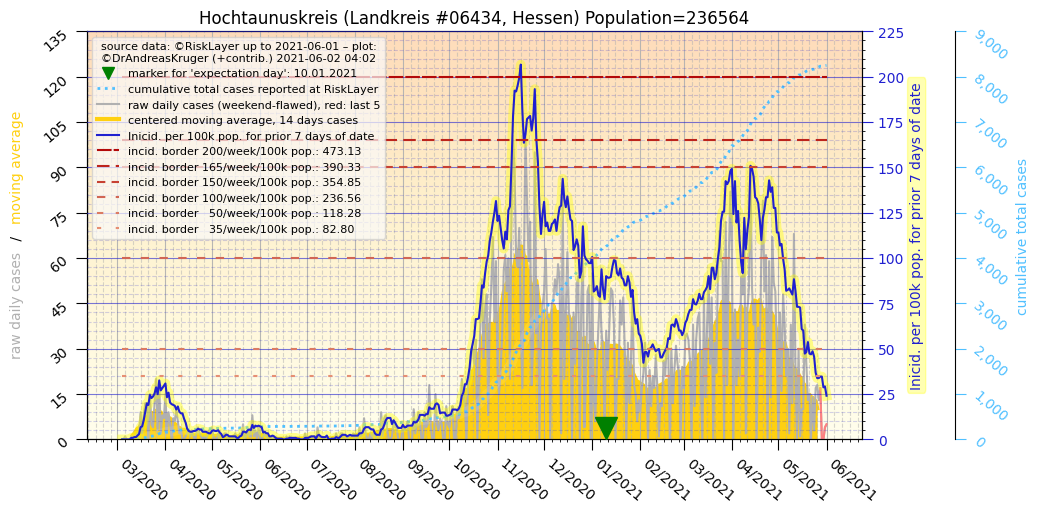 Hochtaunuskreis (Landkreis #06434, Hessen) Population=236564
source data: ©RiskLayer up to 2021-06-01 – plot:
©DrAndreasKruger (+contrib.) 2021-06-02 04:02
marker for 'expectation day': 10.01.2021
cumulative total cases reported at RiskLayer
raw daily cases (weekend-flawed), red: last 5
centered moving average, 14 days cases
Inicid. per 100k pop. for prior 7 days of date
incid. border 200/week/100k pop.: 473.13
incid. border 165/week/100k pop.: 390.33
incid. border 150/week/100k pop.: 354.85
incid. border 100/week/100k pop.: 236.56
incid. border 50/week/100k pop.: 118.28
incid. border 35/week/100k pop.: 82.80
raw daily cases / moving average
135
120
105
90
75
60
45
30
15
0
225
200
175
150
125
100
75
50
25
0
Inicid. per 100k pop. for prior 7 days of date
9,000
8,000
7,000
6,000
5,000
4,000
3,000
2,000
1,000
0
cumulative total cases
03/2020
04/2020
05/2020
06/2020
07/2020
08/2020
09/2020
10/2020
11/2020
12/2020
01/2021
02/2021
03/2021
04/2021
05/2021
06/2021